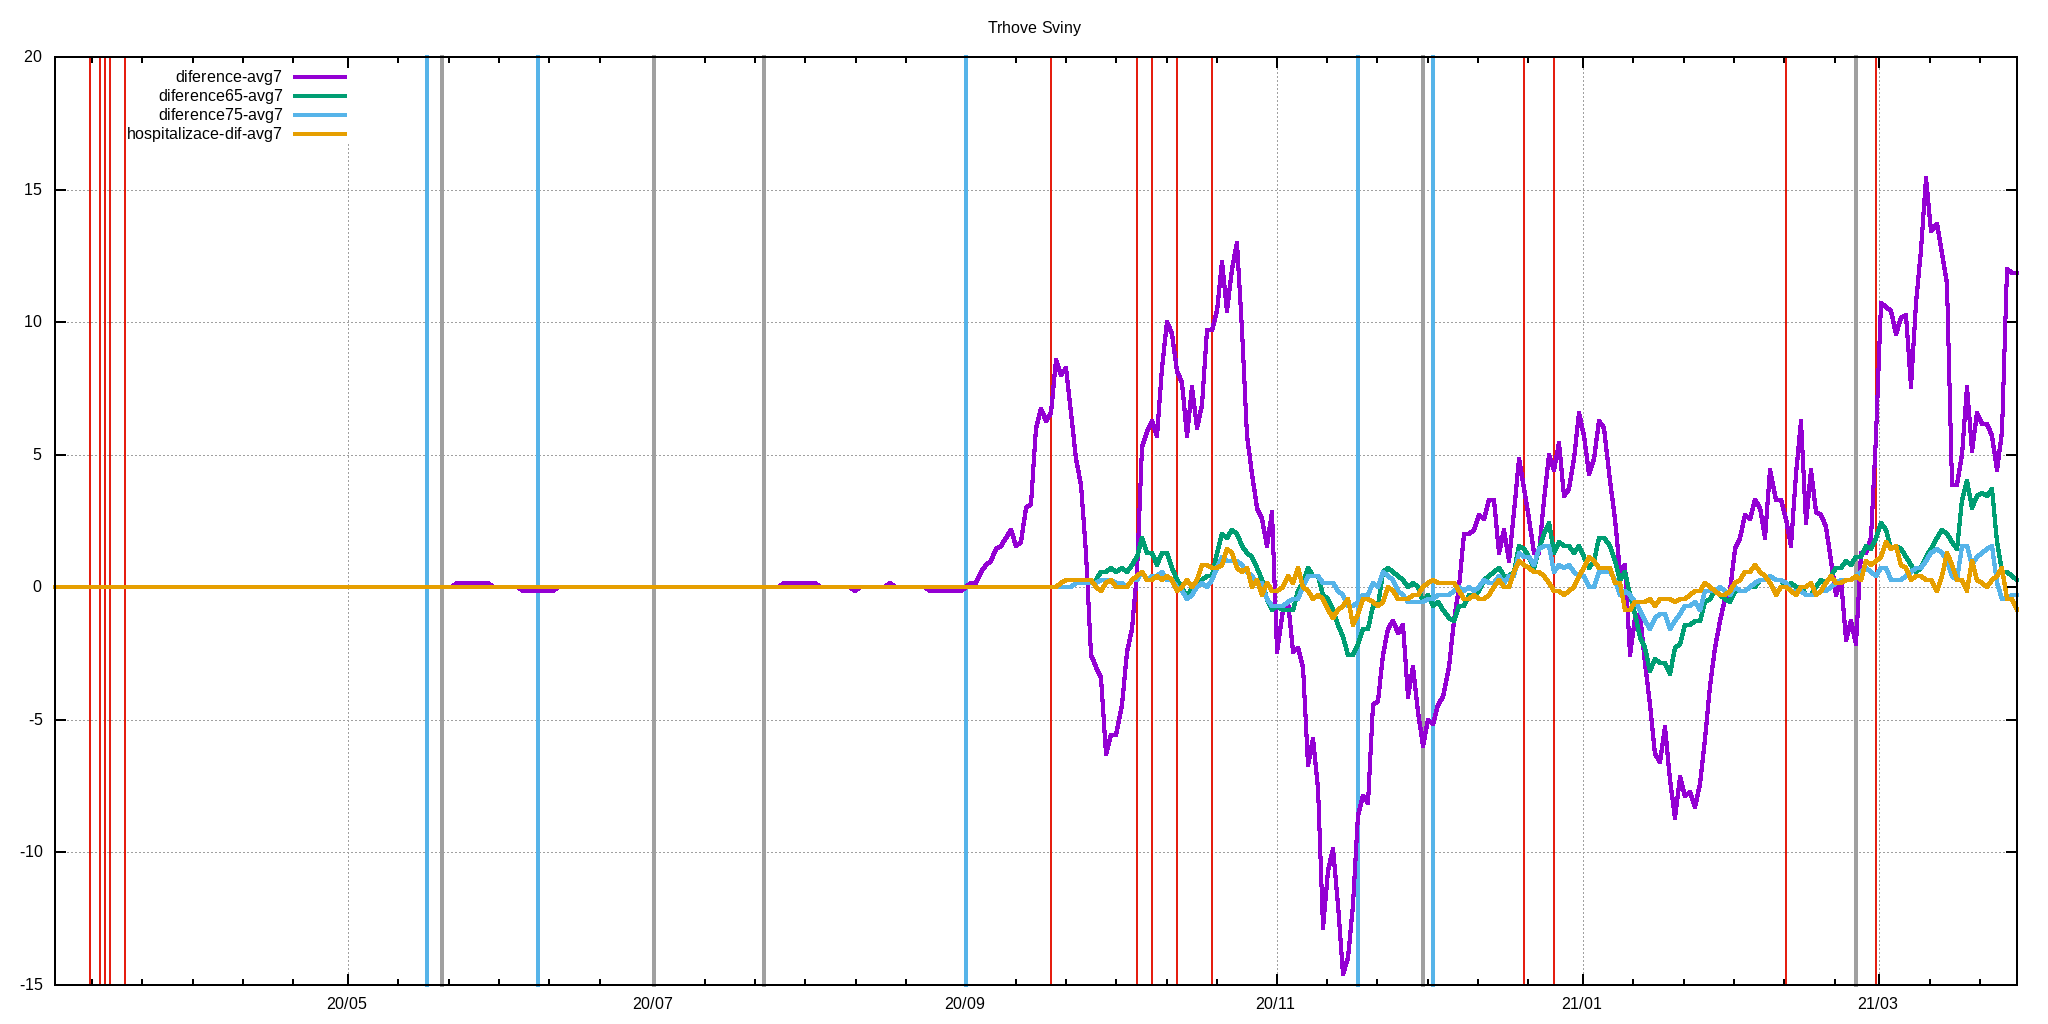 Trhove Sviny
20
diference-avg7
diference65-avg7
diference75-avg7
hospitalizace-dif-avg7
15
10
5
0
-5
-10
-15
20/05
20/07
20/09
20/11
21/01
21/03